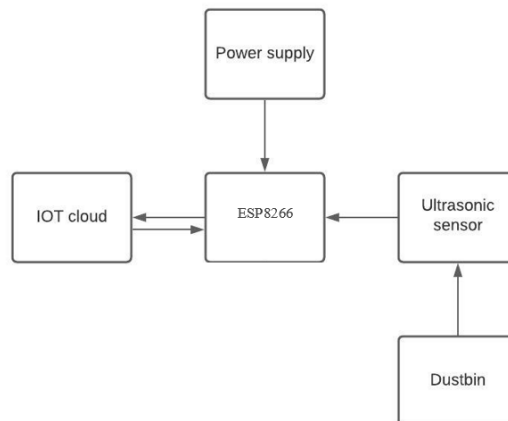 Power supply
IOT cloud
ESP8266
Ultrasonic
sensor
Dustbin